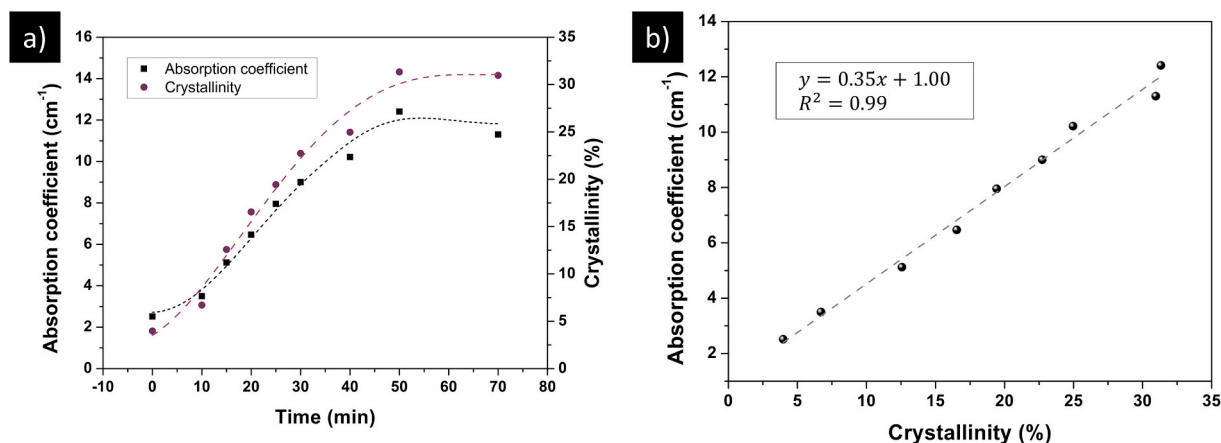 a)
Absorption coefficient (cm⁻¹)
16
14
12
10
8
6
4
2
0
Absorption coefficient
Crystallinity
35
30
25
20
15
10
5
0
Crystallinity (%)
-10 0 10 20 30 40 50 60 70 80
Time (min)
b)
Absorption coefficient (cm⁻¹)
14
12
10
8
6
4
2
y = 0.35x + 1.00
R² = 0.99
0 5 10 15 20 25 30 35
Crystallinity (%)